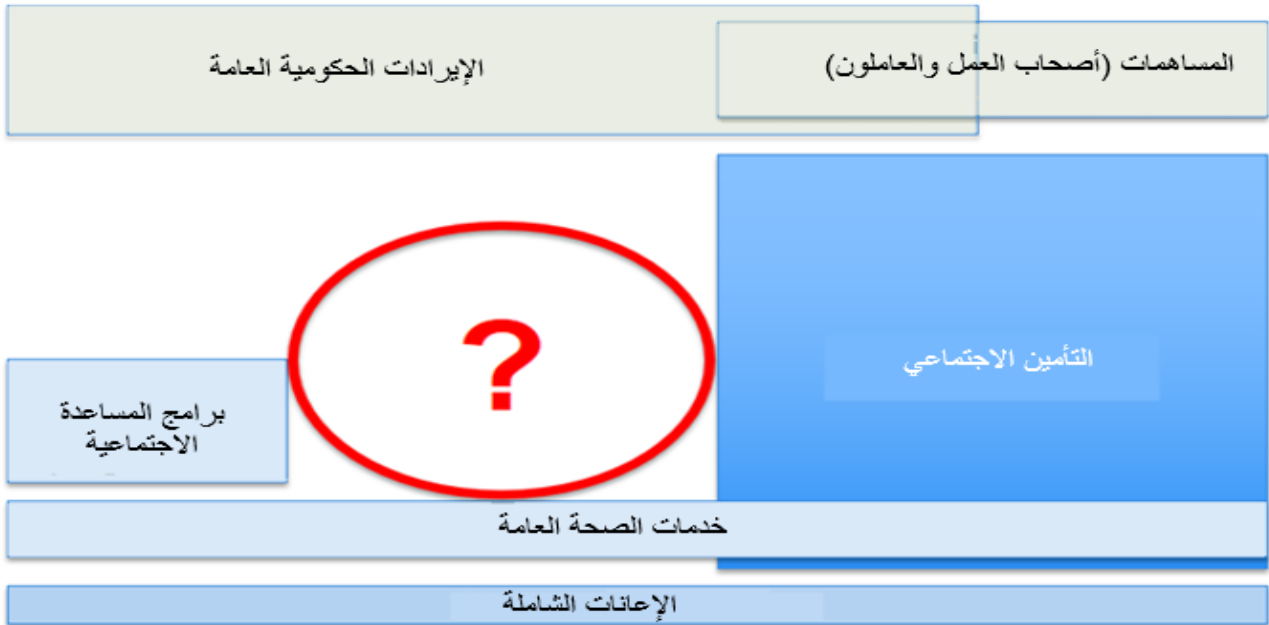 المساهمات (أصحاب العمل والعاملون)
الإيرادات الحكومية العامة
?
التأمين الاجتماعي
برامج المساعدة
الاجتماعية
خدمات الصحة العامة
الإعانات الشاملة